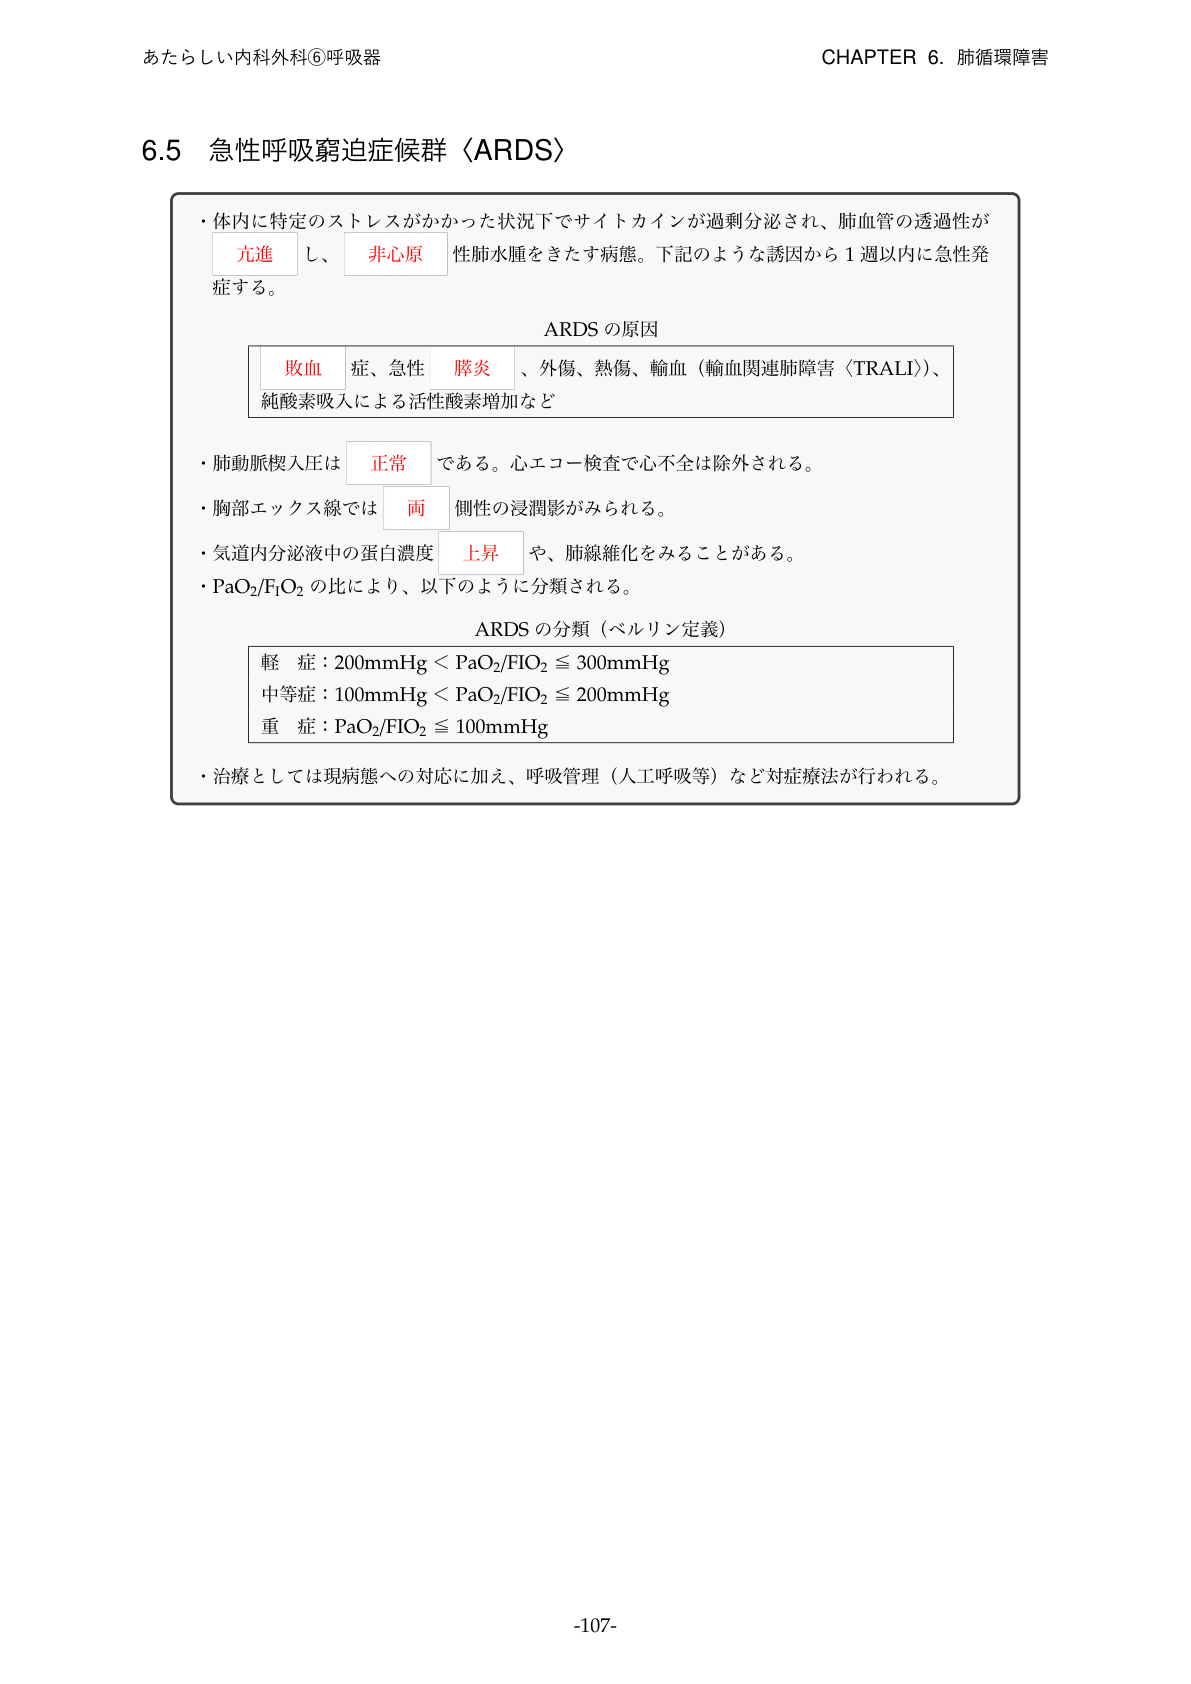 あたらしい内科外科⑥呼吸器
CHAPTER 6. 肺循環障害
6.5 急性呼吸窮迫症候群〈ARDS〉
・体内に特定のストレスがかかった状況下でサイトカインが過剰分泌され、肺血管の透過性が
亢進 し、 非心原 性肺水腫をきたす病態。下記のような誘因から 1 週以内に急性発
症する。
ARDS の原因
敗血 症、急性 膵炎 、外傷、熱傷、輸血（輸血関連肺障害〈TRALI〉）、
純酸素吸入による活性酸素増加など
・肺動脈楔入圧は 正常 である。心エコー検査で心不全は除外される。
・胸部エックス線では 両 側性の浸潤影がみられる。
・気道内分泌液中の蛋白濃度 上昇 や、肺線維化をみることがある。
・PaO₂/FIO₂ の比により、以下のように分類される。
ARDS の分類（ベルリン定義）
軽　症：200mmHg < PaO₂/FIO₂ ≦ 300mmHg
中等症：100mmHg < PaO₂/FIO₂ ≦ 200mmHg
重　症：PaO₂/FIO₂ ≦ 100mmHg
・治療としては現病態への対応に加え、呼吸管理（人工呼吸等）など対症療法が行われる。
-107-